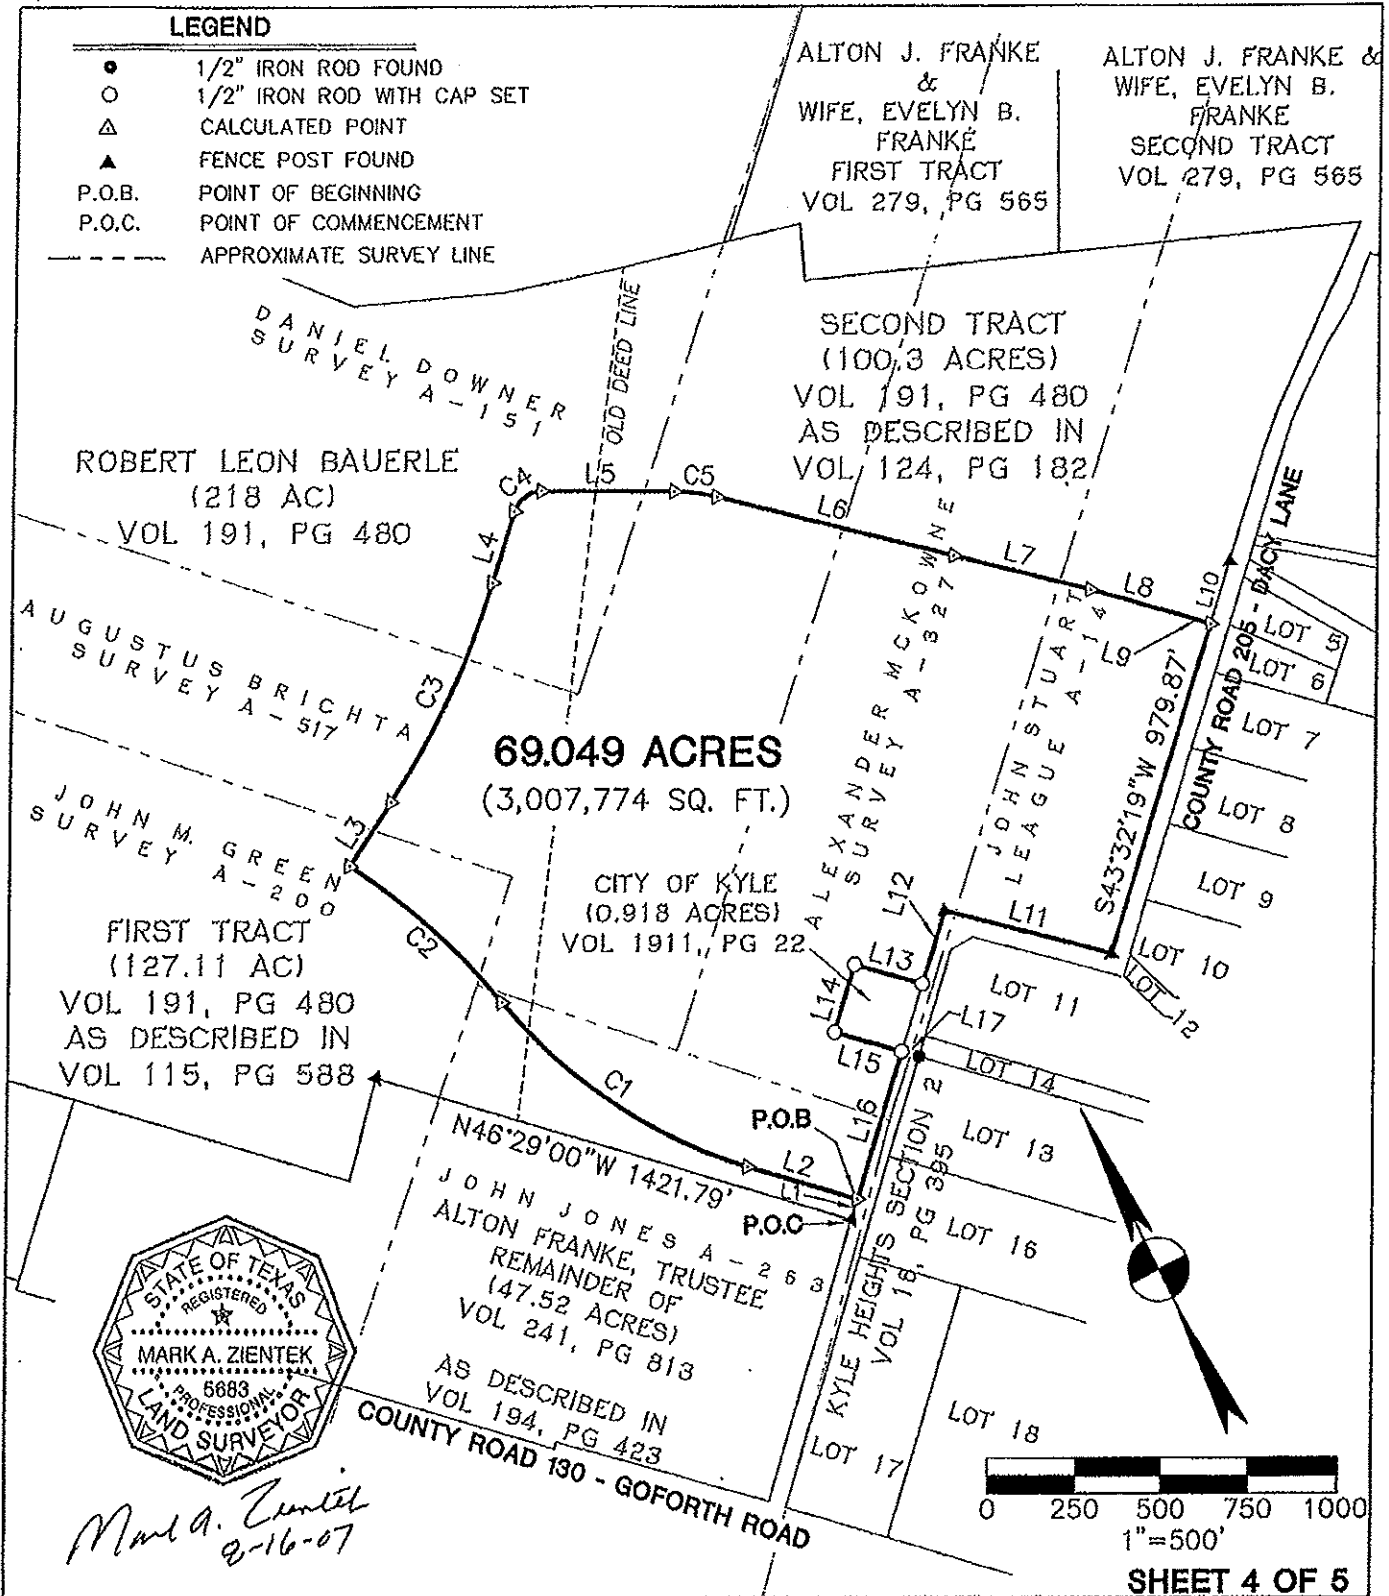 LEGEND
1/2" IRON ROD FOUND
1/2" IRON ROD WITH CAP SET
CALCULATED POINT
FENCE POST FOUND
P.O.B. POINT OF BEGINNING
P.O.C. POINT OF COMMENCEMENT
APPROXIMATE SURVEY LINE
ALTON J. FRANKE
&
WIFE, EVELYN B.
FRANKE
FIRST TRACT
VOL 279, PG 565
ALTON J. FRANKE &
WIFE, EVELYN B.
FRANKE
SECOND TRACT
VOL 279, PG 565
DANIEL DOWNER
SURVEY A-151
OLD DEED LINE
SECOND TRACT
(100.3 ACRES)
VOL 191, PG 480
AS DESCRIBED IN
VOL 124, PG 182
ROBERT LEON BAUERLE
(218 AC)
VOL 191, PG 480
C4
L5
C5
L6
L7
L8
L4
L10
L9
COUNTY ROAD 205 - DACY LANE
LOT 5
LOT 6
LOT 7
LOT 8
LOT 9
LOT 10
AUGUSTUS BRICHTA
SURVEY A-517
C3
69.049 ACRES
(3,007,774 SQ. FT.)
ALEXANDER MCKOWNE
SURVEY A-327
JOHN STUART
LEAGUE A-14
S43°32'19"W 979.87'
JOHN M. GREEN
SURVEY A-200
L3
CITY OF KYLE
(0.918 ACRES)
VOL 1911, PG 22
L12
L11
FIRST TRACT
(127.11 AC)
VOL 191, PG 480
AS DESCRIBED IN
VOL 115, PG 588
C2
L13
L14
L15
L17
LOT 11
LOT 12
LOT 14
LOT 13
C1
P.O.B
L16
L2
L1
P.O.C
N46°29'00"W 1421.79'
JOHN JONES A-263
ALTON FRANKE, TRUSTEE
REMAINDER OF
(47.52 ACRES)
VOL 241, PG 813
AS DESCRIBED IN
VOL 194, PG 423
KYLE HEIGHTS SECTION 2
VOL 18, PG 395
LOT 16
LOT 18
LOT 17
STATE OF TEXAS
REGISTERED
MARK A. ZIENTEK
5683
PROFESSIONAL
LAND SURVEYOR
Mark A. Zientek
COUNTY ROAD 130 - GOFORTH ROAD
0 250 500 750 1000
1"=500'
SHEET 4 OF 5